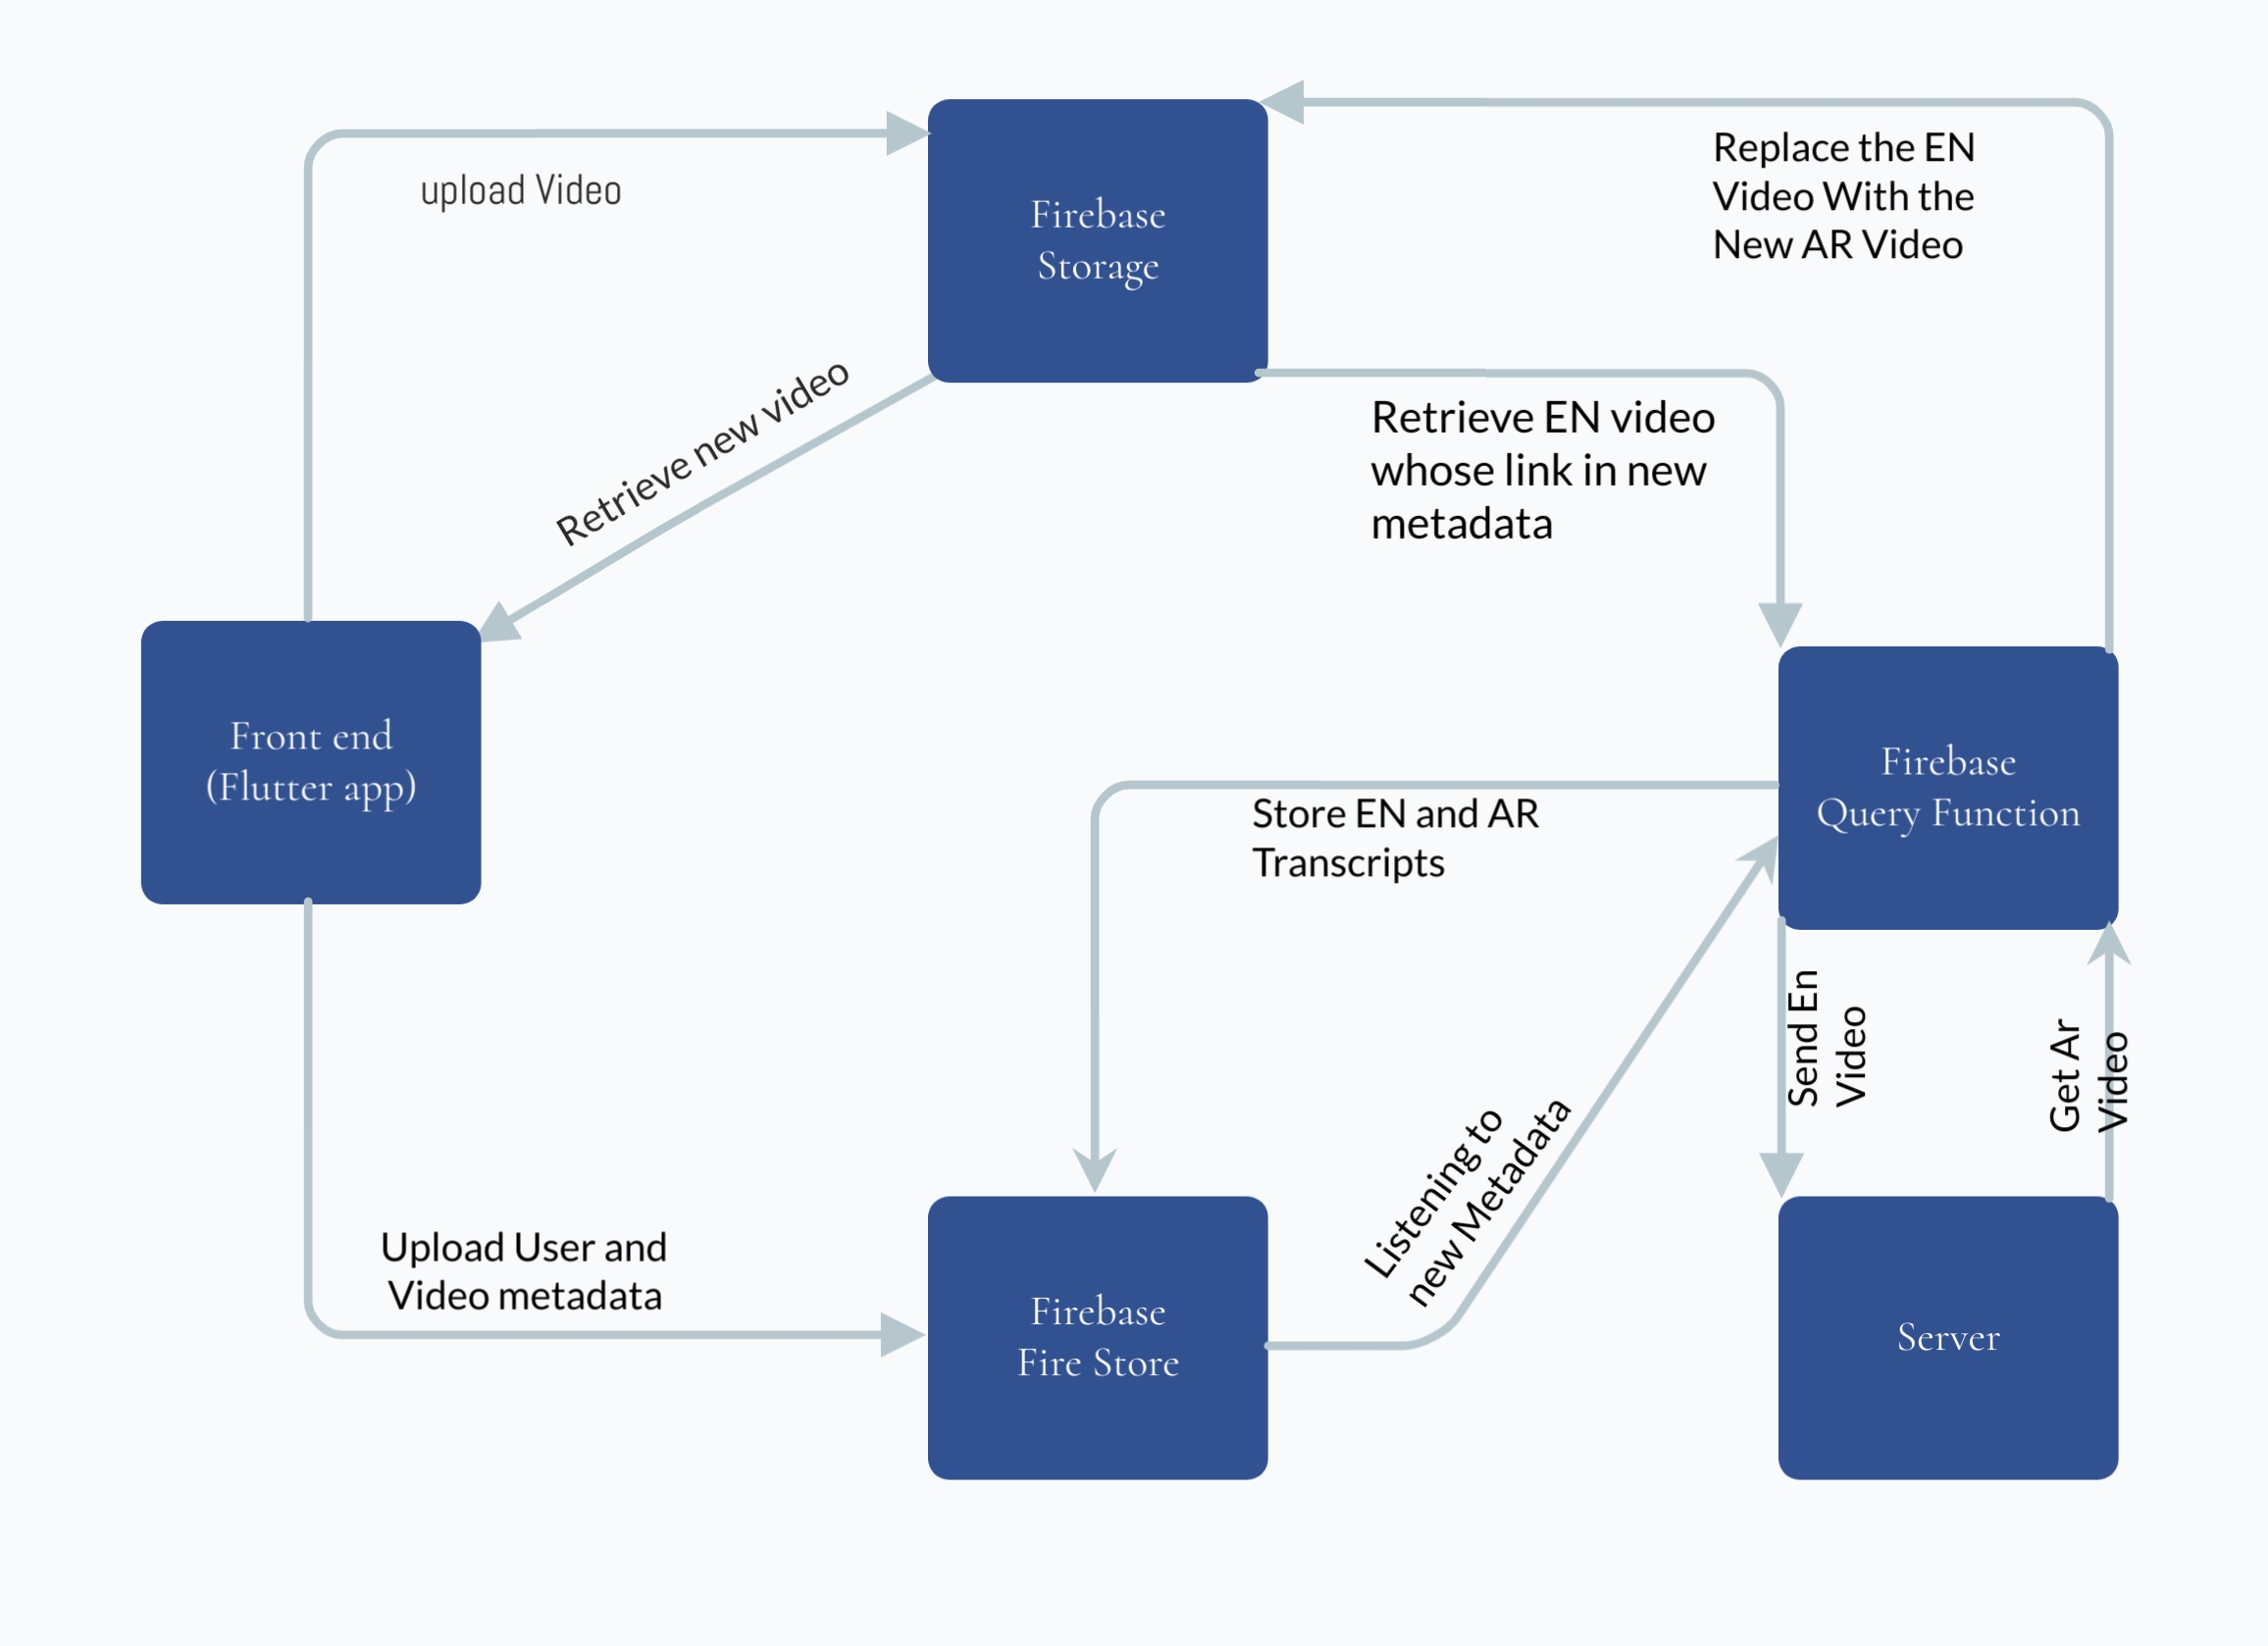 upload Video
Firebase
Storage
Replace the EN
Video With the
New AR Video
Retrieve new video
Retrieve EN video
whose link in new
metadata
Front end
(Flutter app)
Firebase
Query Function
Store EN and AR
Transcripts
Send En
Video
Get Ar
Video
Listening to
new Metadata
Upload User and
Video metadata
Firebase
Fire Store
Server